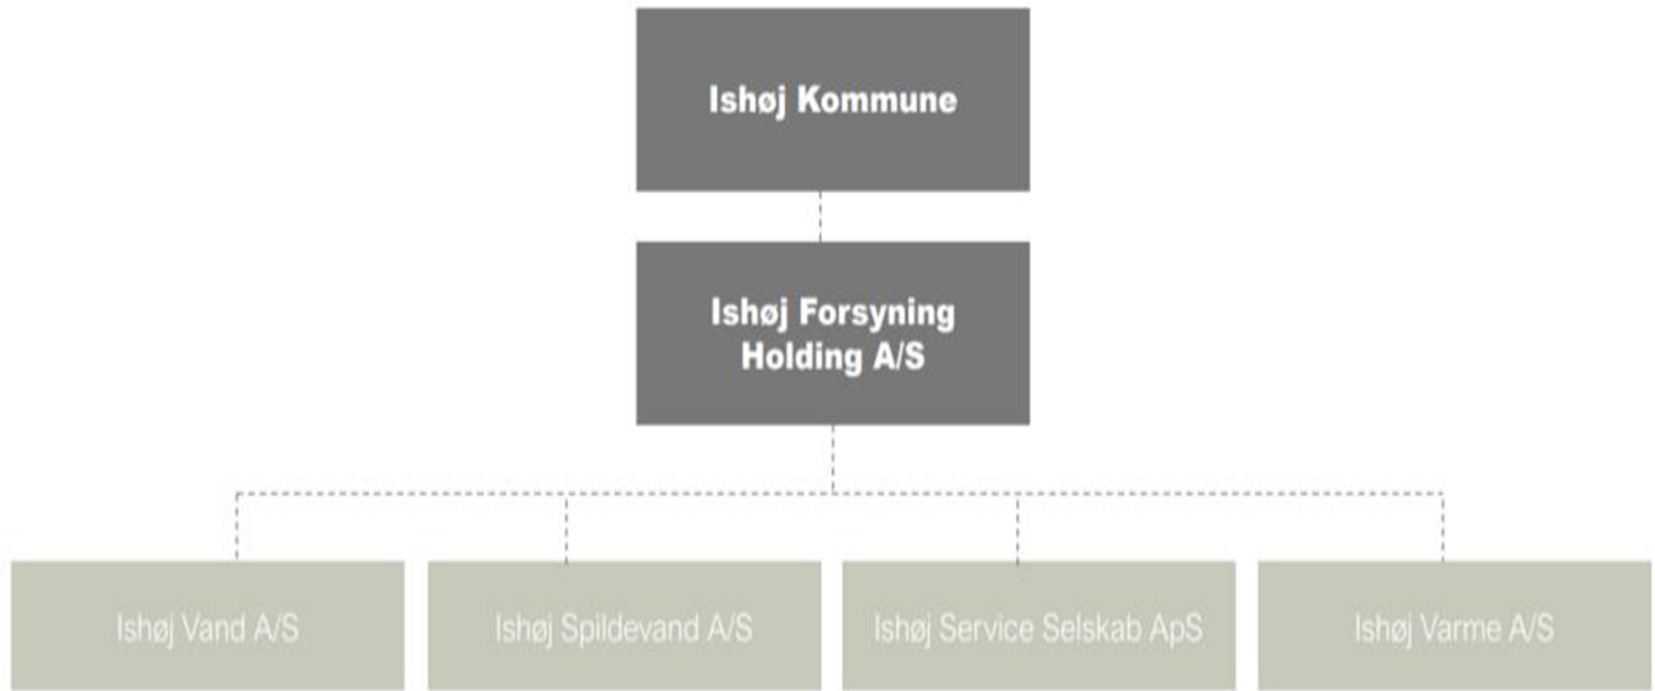 Ishøj Kommune
Ishøj Forsyning
Holding A/S
Ishøj Vand A/S
Ishøj Spildevand A/S
Ishøj Service Selskab ApS
Ishøj Varme A/S